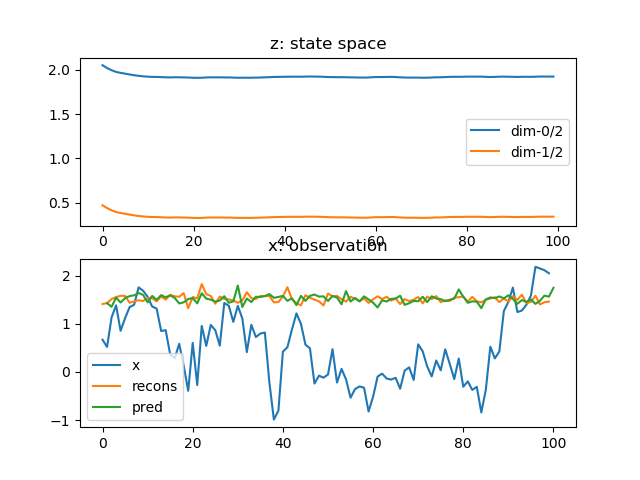 z: state space
2.0
1.5
1.0
0.5
dim-0/2
dim-1/2
0 20 40 60 80 100
x: observation
2
1
0
−1
x
recons
pred
0 20 40 60 80 100